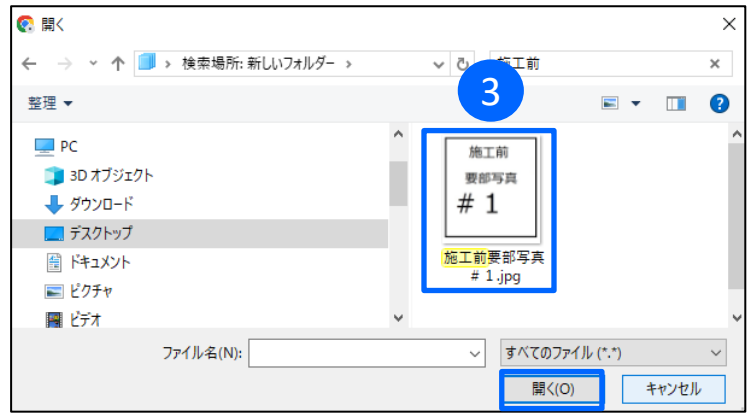 開く
検索場所: 新しいフォルダー
施工前
3
整理
PC
3D オブジェクト
ダウンロード
デスクトップ
ドキュメント
ピクチャ
ビデオ
施工前
要部写真
# 1
施工前要部写真
# 1.jpg
ファイル名(N):
すべてのファイル (*.*)
開く(O)
キャンセル